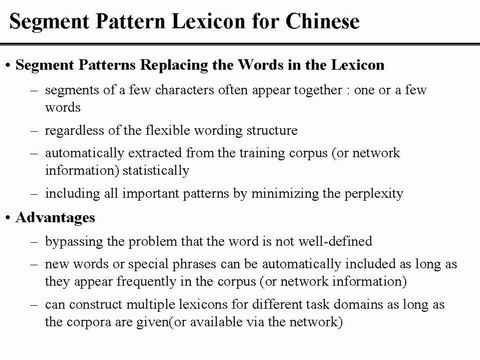 Segment Pattern Lexicon for Chinese
• Segment Patterns Replacing the Words in the Lexicon
– segments of a few characters often appear together : one or a few
words
– regardless of the flexible wording structure
– automatically extracted from the training corpus (or network
information) statistically
– including all important patterns by minimizing the perplexity
• Advantages
– bypassing the problem that the word is not well-defined
– new words or special phrases can be automatically included as long as
they appear frequently in the corpus (or network information)
– can construct multiple lexicons for different task domains as long as
the corpora are given(or available via the network)